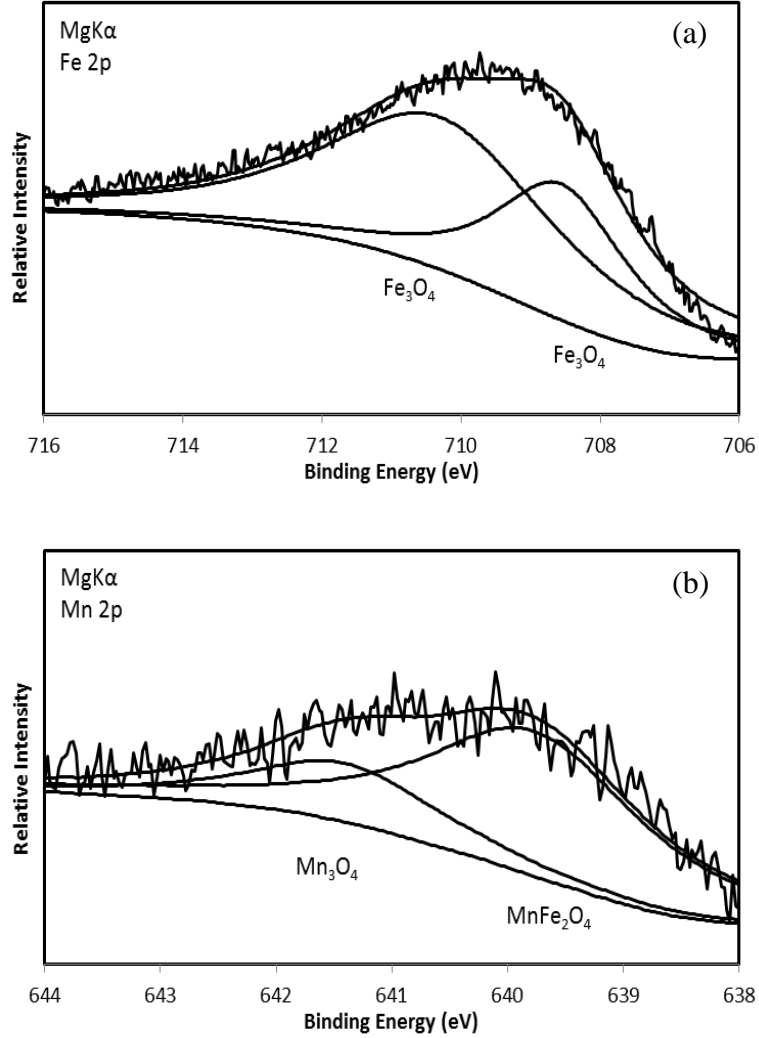 MgKα
Fe 2p
(a)
Relative Intensity
Fe₃O₄
Fe₃O₄
716 714 712 710 708 706
Binding Energy (eV)
MgKα
Mn 2p
(b)
Relative Intensity
Mn₃O₄
MnFe₂O₄
644 643 642 641 640 639 638
Binding Energy (eV)